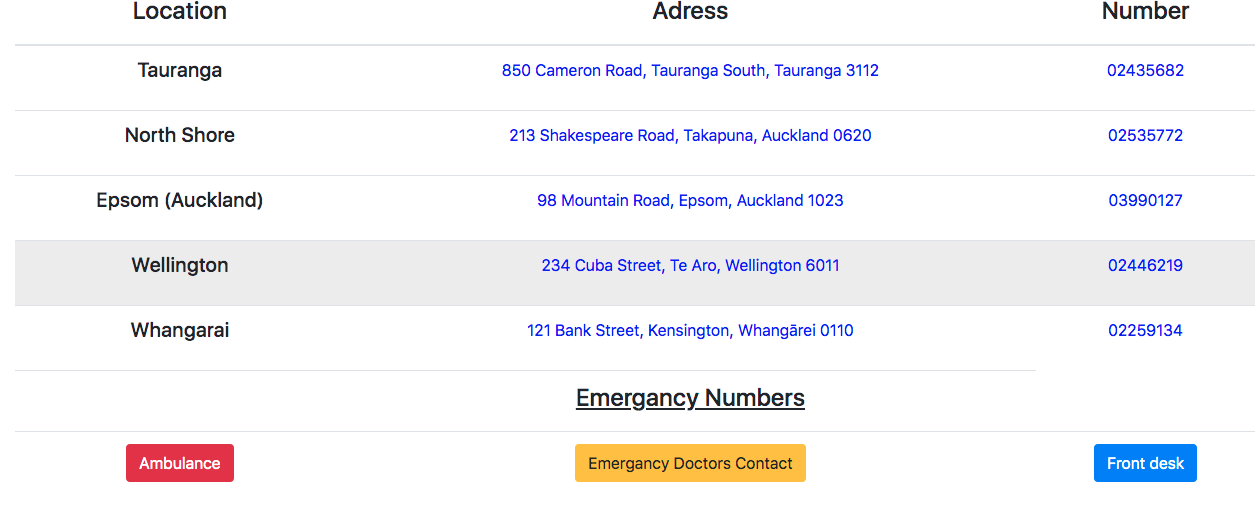 Location Adress Number
Tauranga 850 Cameron Road, Tauranga South, Tauranga 3112 02435682
North Shore 213 Shakespeare Road, Takapuna, Auckland 0620 02535772
Epsom (Auckland) 98 Mountain Road, Epsom, Auckland 1023 03990127
Wellington 234 Cuba Street, Te Aro, Wellington 6011 02446219
Whangarai 121 Bank Street, Kensington, Whangārei 0110 02259134
Emergancy Numbers
Ambulance Emergancy Doctors Contact Front desk